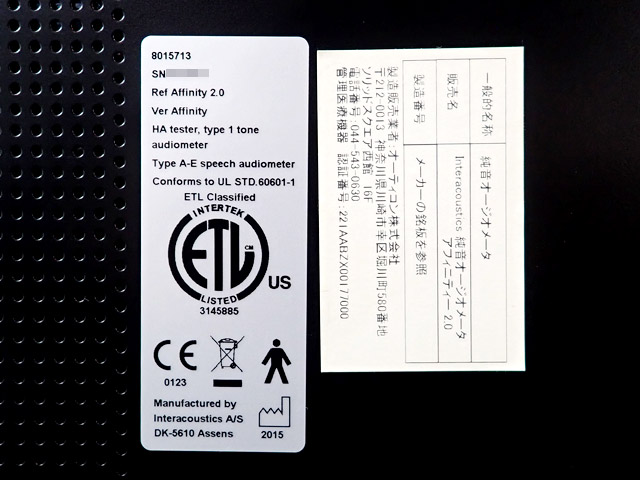 8015713
SN
Ref Affinity 2.0
Ver Affinity
HA tester, type 1 tone
audiometer
Type A-E speech audiometer
Conforms to UL STD.60601-1
ETL Classified
INTERTEK
ETL CM
US
LISTED
3145885
CE
0123
Manufactured by
Interacoustics A/S
DK-5610 Assens
2015
一般的名称 純音オージオメータ
販売名 Interacoustics 純音オージオメータ
アフィニティー 2.0
製造番号 メーカーの銘板を参照
製造販売業者:オーティコン株式会社
〒212-0013 神奈川県川崎市幸区堀川町580番地
ソリッドスクエア西館 16F
電話番号:044-543-0630
管理医療機器 認証番号:221AABZX00177000